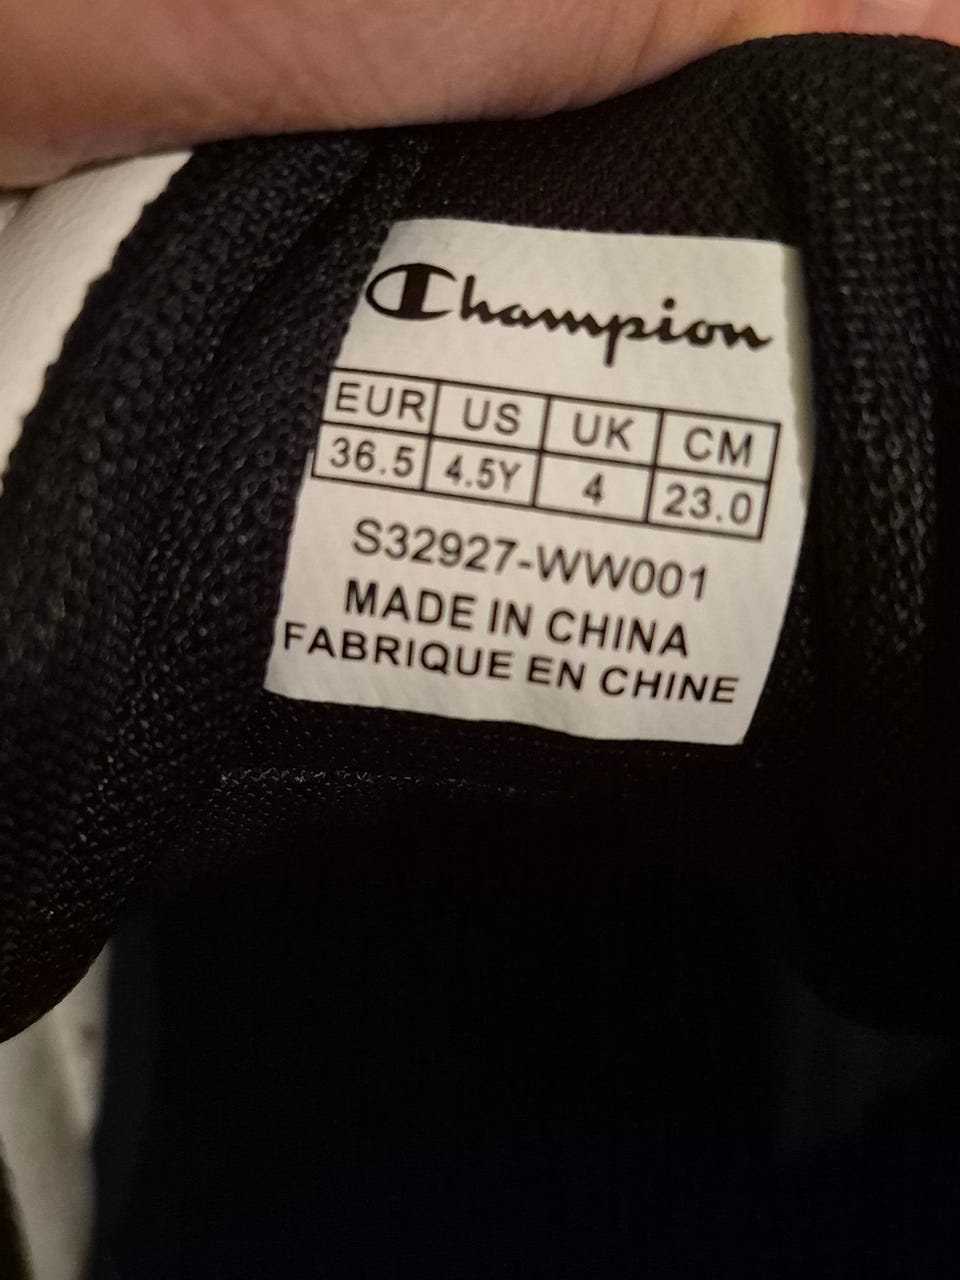 Champion
EUR US UK CM
36.5 4.5Y 4 23.0
S32927-WW001
MADE IN CHINA
FABRIQUE EN CHINE